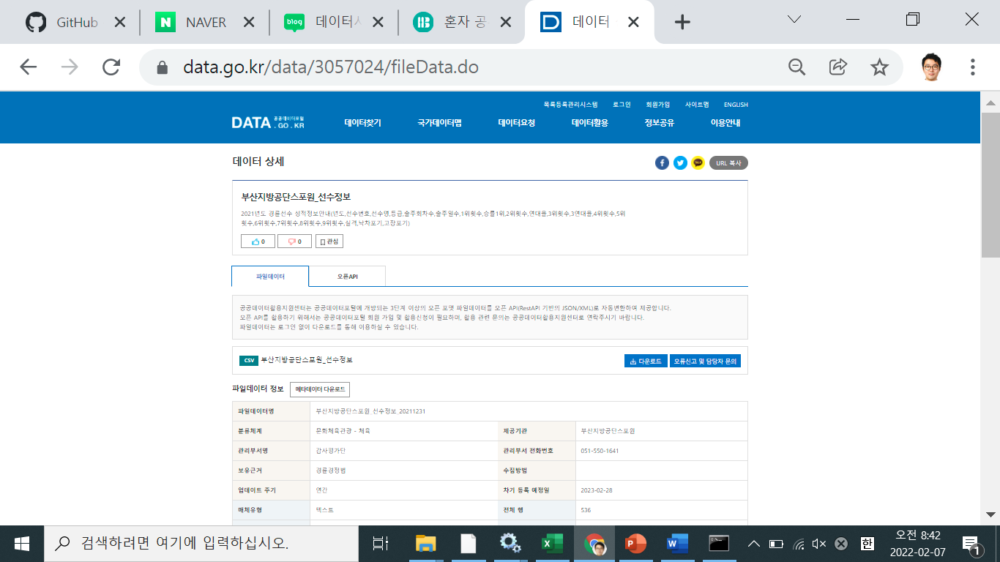 GitHub
NAVER
blog 데이터시
혼자 공
데이터
data.go.kr/data/3057024/fileData.do
목록등록관리시스템 로그인 회원가입 사이트맵 ENGLISH
DATA 공공데이터포털 .GO.KR 데이터찾기 국가데이터맵 데이터요청 데이터활용 정보공유 이용안내
데이터 상세 URL 복사
부산지방공단스포원_선수정보
2021년도 경륜선수 성적정보안내(년도,선수번호,선수명,등급,출주회차수,출주일수,1위횟수,승률1위,2위횟수,연대율,3위횟수,3연대율,4위횟수,5위
횟수,6위횟수,7위횟수,8위횟수,9위횟수,실격,낙차포기,고장포기)
0 0 관심
파일데이터 오픈API
공공데이터활용지원센터는 공공데이터포털에 개방되는 3단계 이상의 오픈 포맷 파일데이터를 오픈 API(RestAPI 기반의 JSON/XML)로 자동변환하여 제공합니다.
오픈 API를 활용하기 위해서는 공공데이터포털 회원 가입 및 활용신청이 필요하며, 활용 관련 문의는 공공데이터활용지원센터로 연락주시기 바랍니다.
파일데이터는 로그인 없이 다운로드를 통해 이용하실 수 있습니다.
CSV 부산지방공단스포원_선수정보 다운로드 오류신고 및 담당자 문의
파일데이터 정보 메타데이터 다운로드
파일데이터명 부산지방공단스포원 선수정보 20211231
분류체계 문화체육관광 - 체육 제공기관 부산지방공단스포원
관리부서명 감사평가단 관리부서 전화번호 051-550-1641
보유근거 경륜경정법 수집방법
업데이트 주기 연간 차기 등록 예정일 2023-02-28
매체유형 텍스트 전체 행 536
검색하려면 여기에 입력하십시오.
한
오전 8:42
2022-02-07
1